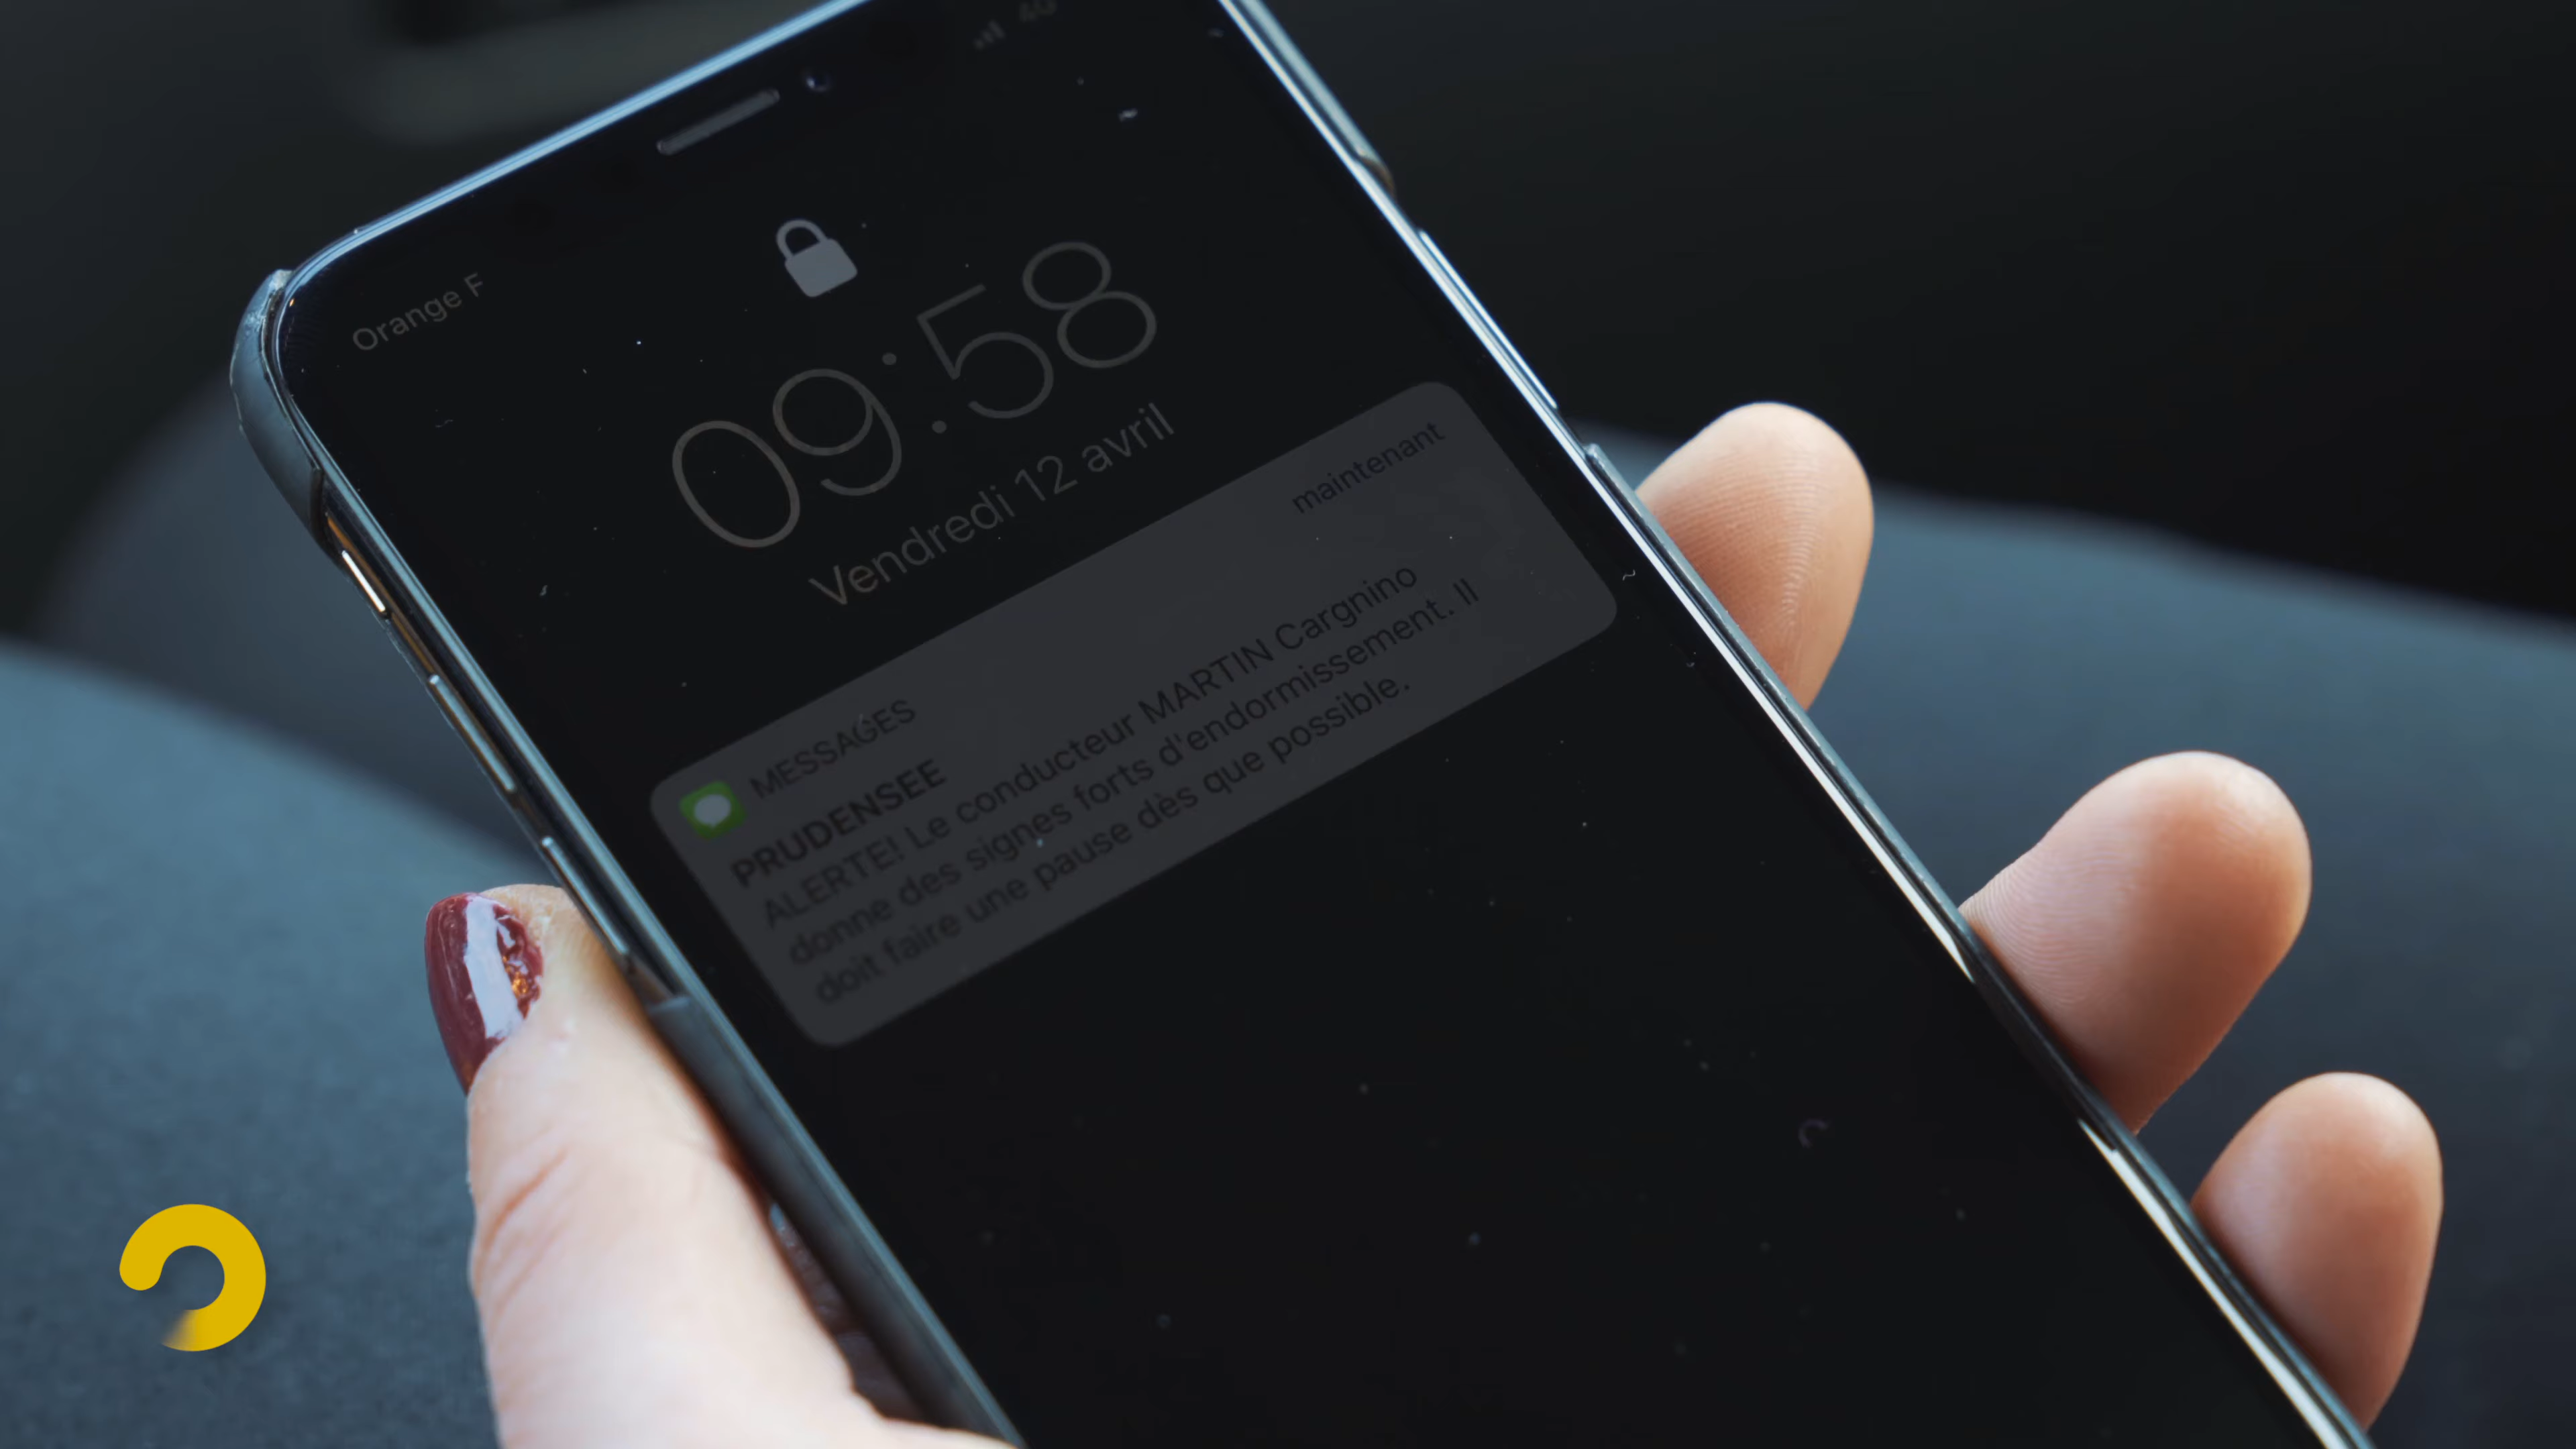 4G
Orange F
09:58
Vendredi 12 avril
MESSAGES
maintenant
PRUDENSEE
ALERTE! Le conducteur MARTIN Cargnino
donne des signes forts d'endormissement. Il
doit faire une pause dès que possible.